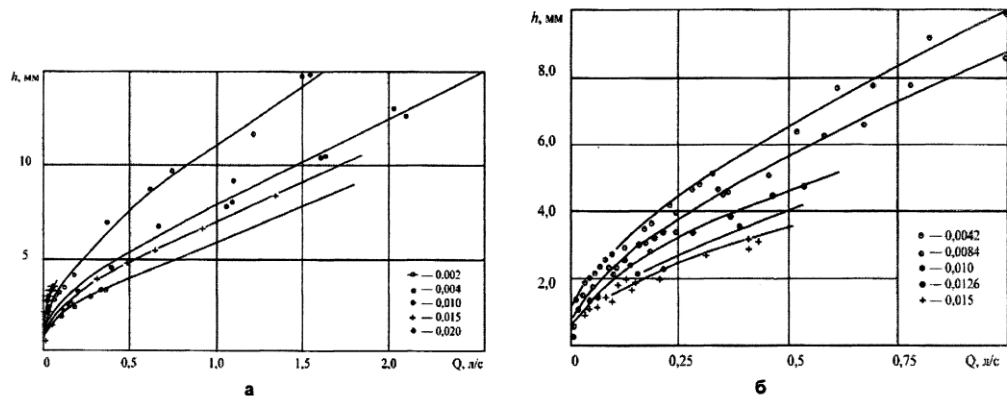 h, мм
10
5
0
0,5
1,0
1,5
2,0
Q, л/с
— 0,002
— 0,004
— 0,010
+ — 0,015
— 0,020
а
h, мм
8,0
6,0
4,0
2,0
0
0,25
0,5
0,75
Q, л/с
— 0,0042
— 0,0084
— 0,010
— 0,0126
+ — 0,015
б